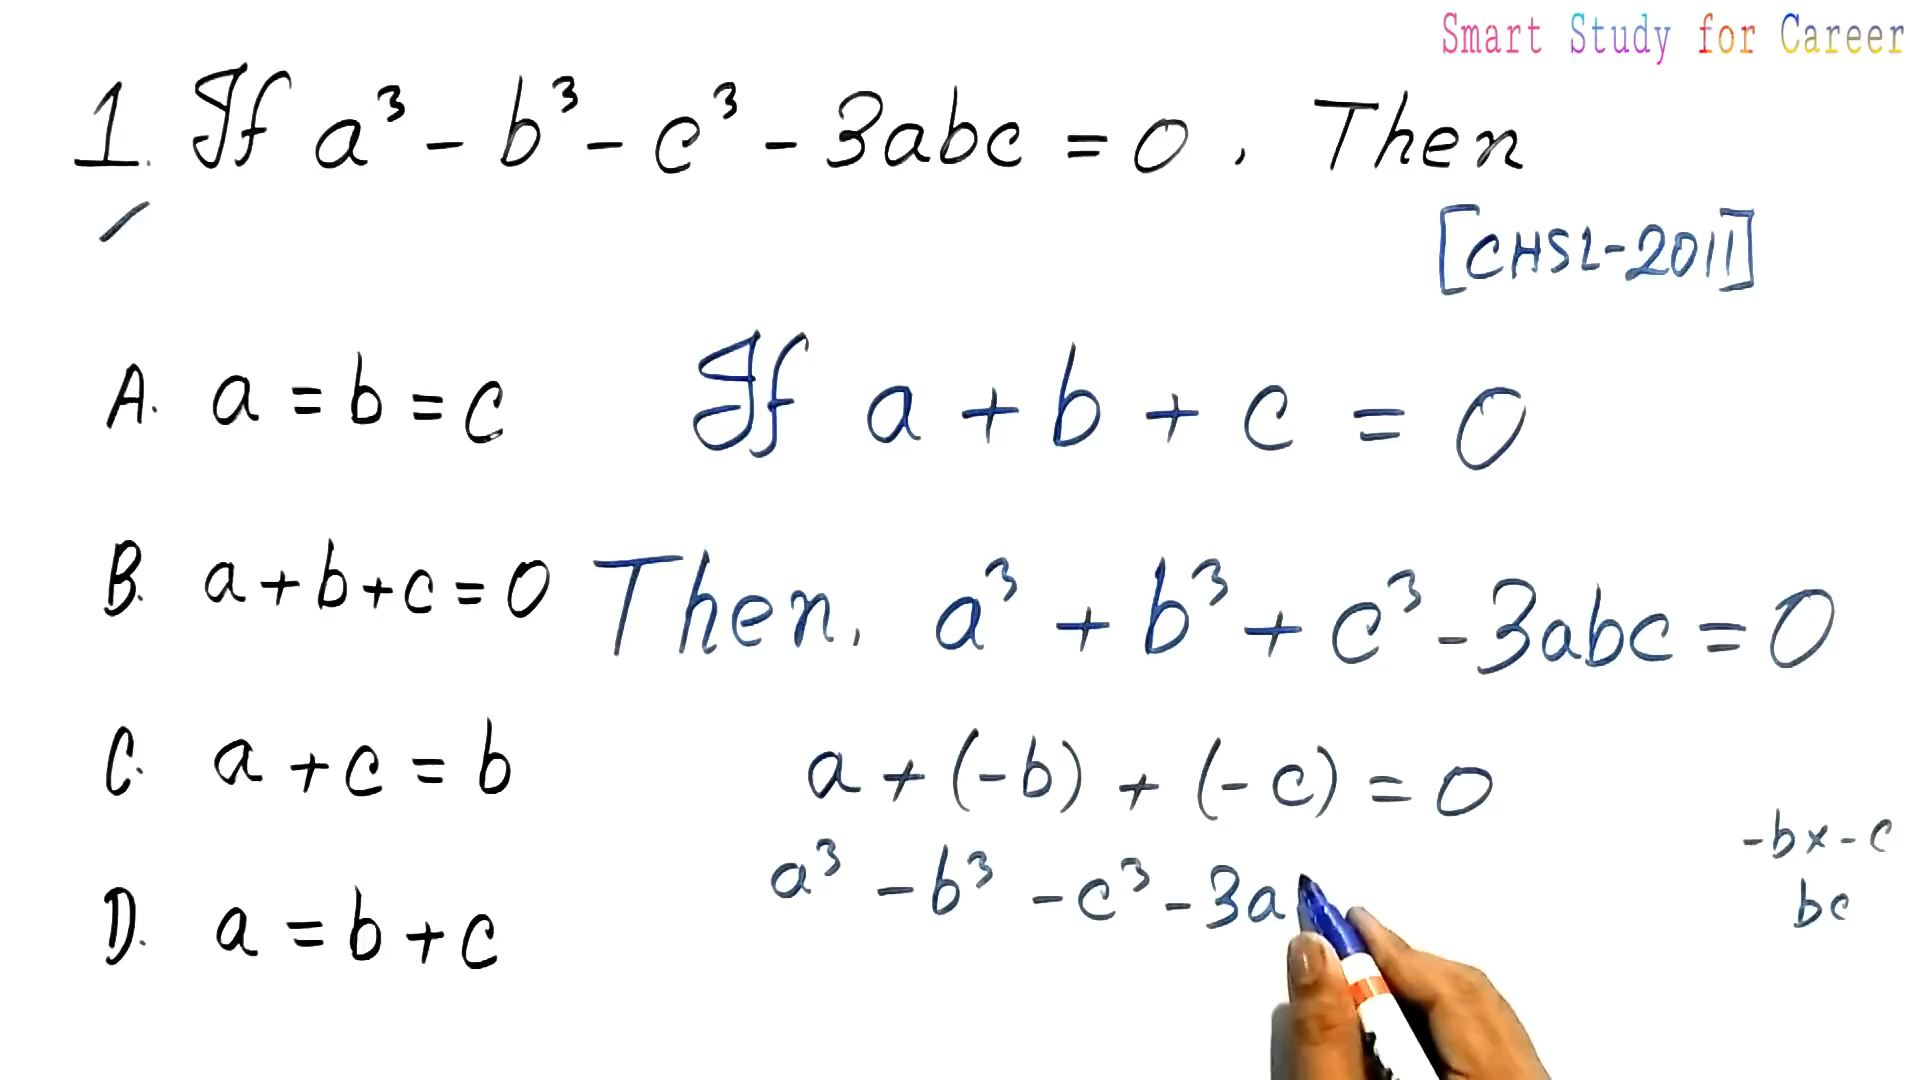 Smart Study for Career
1. If a³ - b³ - c³ - 3abc = 0, Then
[CHSL-2011]
A. a = b = c
If a + b + c = 0
B. a + b + c = 0
Then, a³ + b³ + c³ - 3abc = 0
C. a + c = b
a + (-b) + (-c) = 0
-b × -c
a³ - b³ - c³ - 3a
bc
D. a = b + c